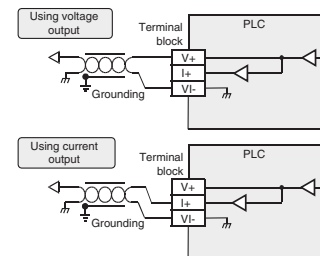 Using voltage
output
Terminal
block
PLC
V+
I+
VI-
Grounding
Using current
output
Terminal
block
PLC
V+
I+
VI-
Grounding